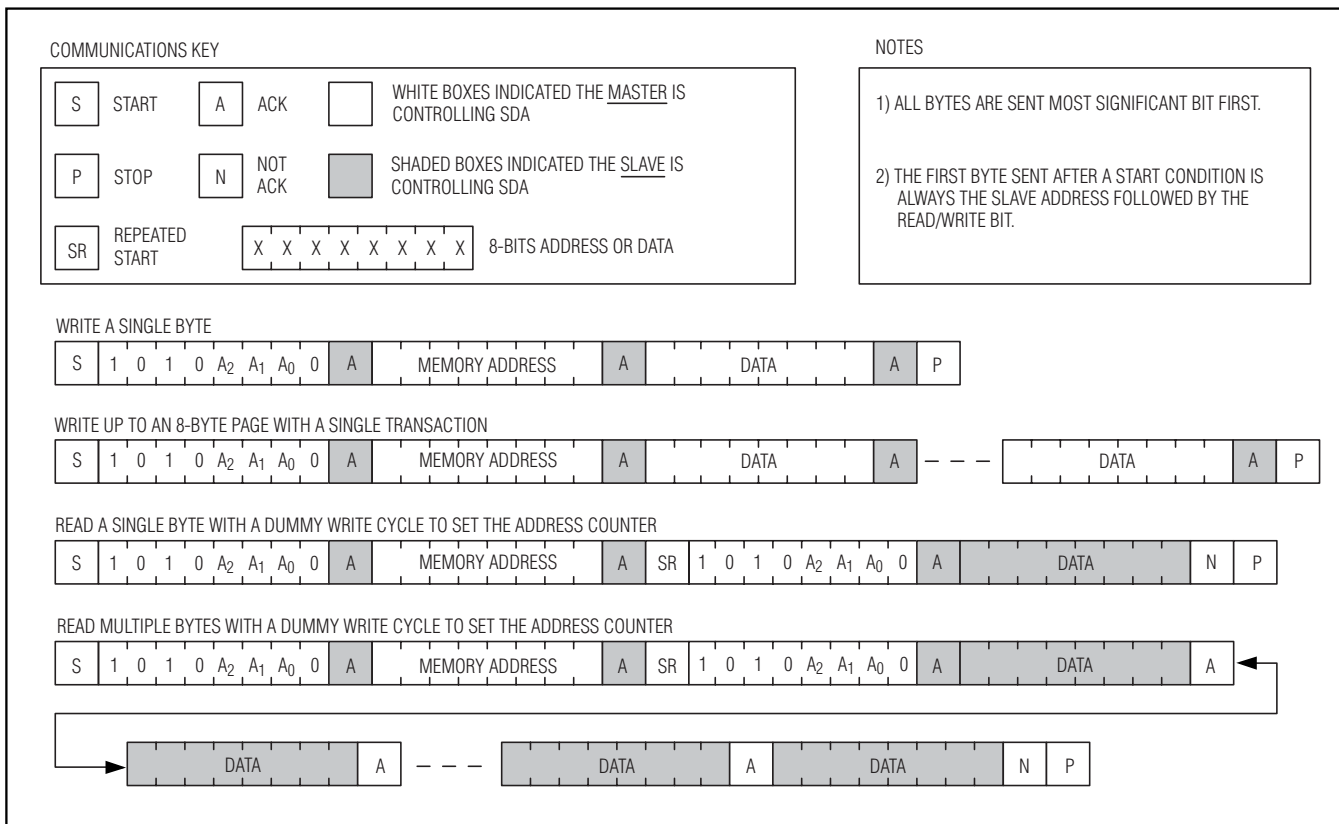 COMMUNICATIONS KEY
S START A ACK WHITE BOXES INDICATED THE MASTER IS
CONTROLLING SDA
P STOP N NOT
ACK SHADED BOXES INDICATED THE SLAVE IS
CONTROLLING SDA
SR REPEATED
START X X X X X X X X 8-BITS ADDRESS OR DATA
NOTES
1) ALL BYTES ARE SENT MOST SIGNIFICANT BIT FIRST.
2) THE FIRST BYTE SENT AFTER A START CONDITION IS
ALWAYS THE SLAVE ADDRESS FOLLOWED BY THE
READ/WRITE BIT.
WRITE A SINGLE BYTE
S 1 0 1 0 A2 A1 A0 0 A MEMORY ADDRESS A DATA A P
WRITE UP TO AN 8-BYTE PAGE WITH A SINGLE TRANSACTION
S 1 0 1 0 A2 A1 A0 0 A MEMORY ADDRESS A DATA A DATA A P
READ A SINGLE BYTE WITH A DUMMY WRITE CYCLE TO SET THE ADDRESS COUNTER
S 1 0 1 0 A2 A1 A0 0 A MEMORY ADDRESS A SR 1 0 1 0 A2 A1 A0 0 A DATA N P
READ MULTIPLE BYTES WITH A DUMMY WRITE CYCLE TO SET THE ADDRESS COUNTER
S 1 0 1 0 A2 A1 A0 0 A MEMORY ADDRESS A SR 1 0 1 0 A2 A1 A0 0 A DATA A
DATA A DATA A DATA N P